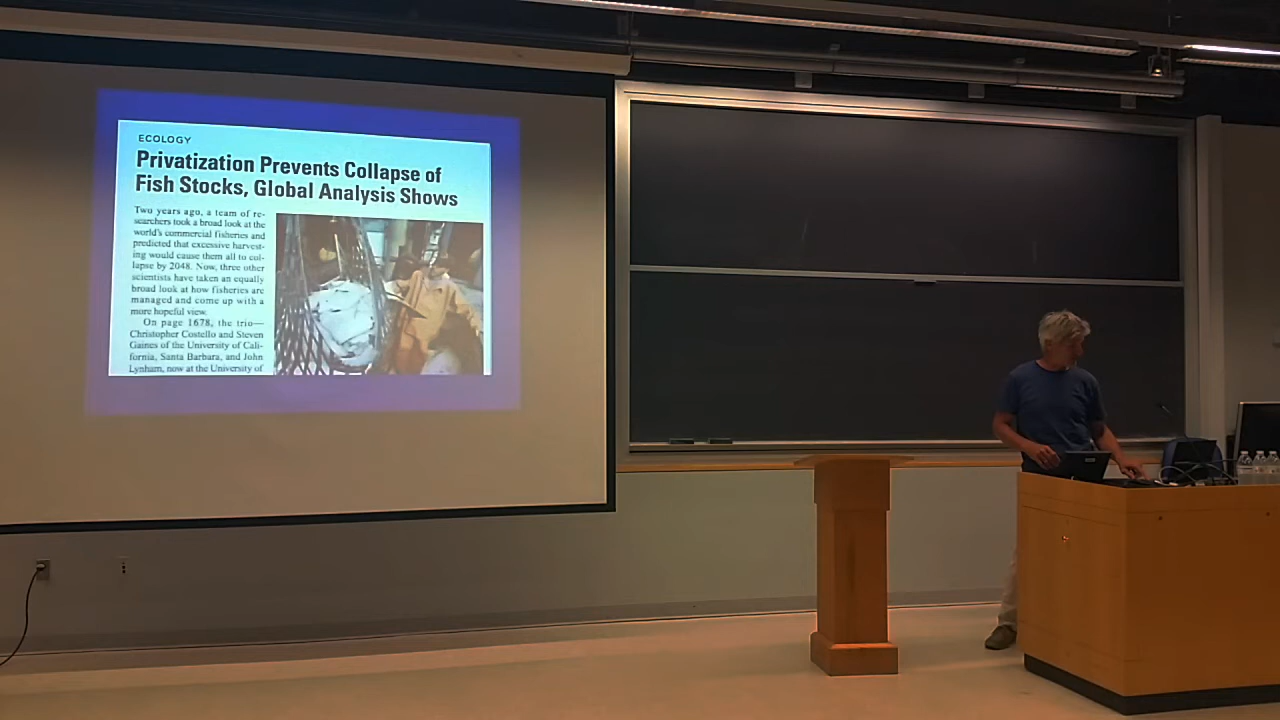 ECOLOGY
Privatization Prevents Collapse of
Fish Stocks, Global Analysis Shows
Two years ago, a team of re-
searchers took a broad look at the
world's commercial fisheries and
predicted that excessive harvest-
ing would cause them all to col-
lapse by 2048. Now, three other
scientists have taken an equally
broad look at how fisheries are
managed and come up with a
more hopeful view.
On page 1678, the trio—
Christopher Costello and Steven
Gaines of the University of Cali-
fornia, Santa Barbara, and John
Lynham, now at the University of